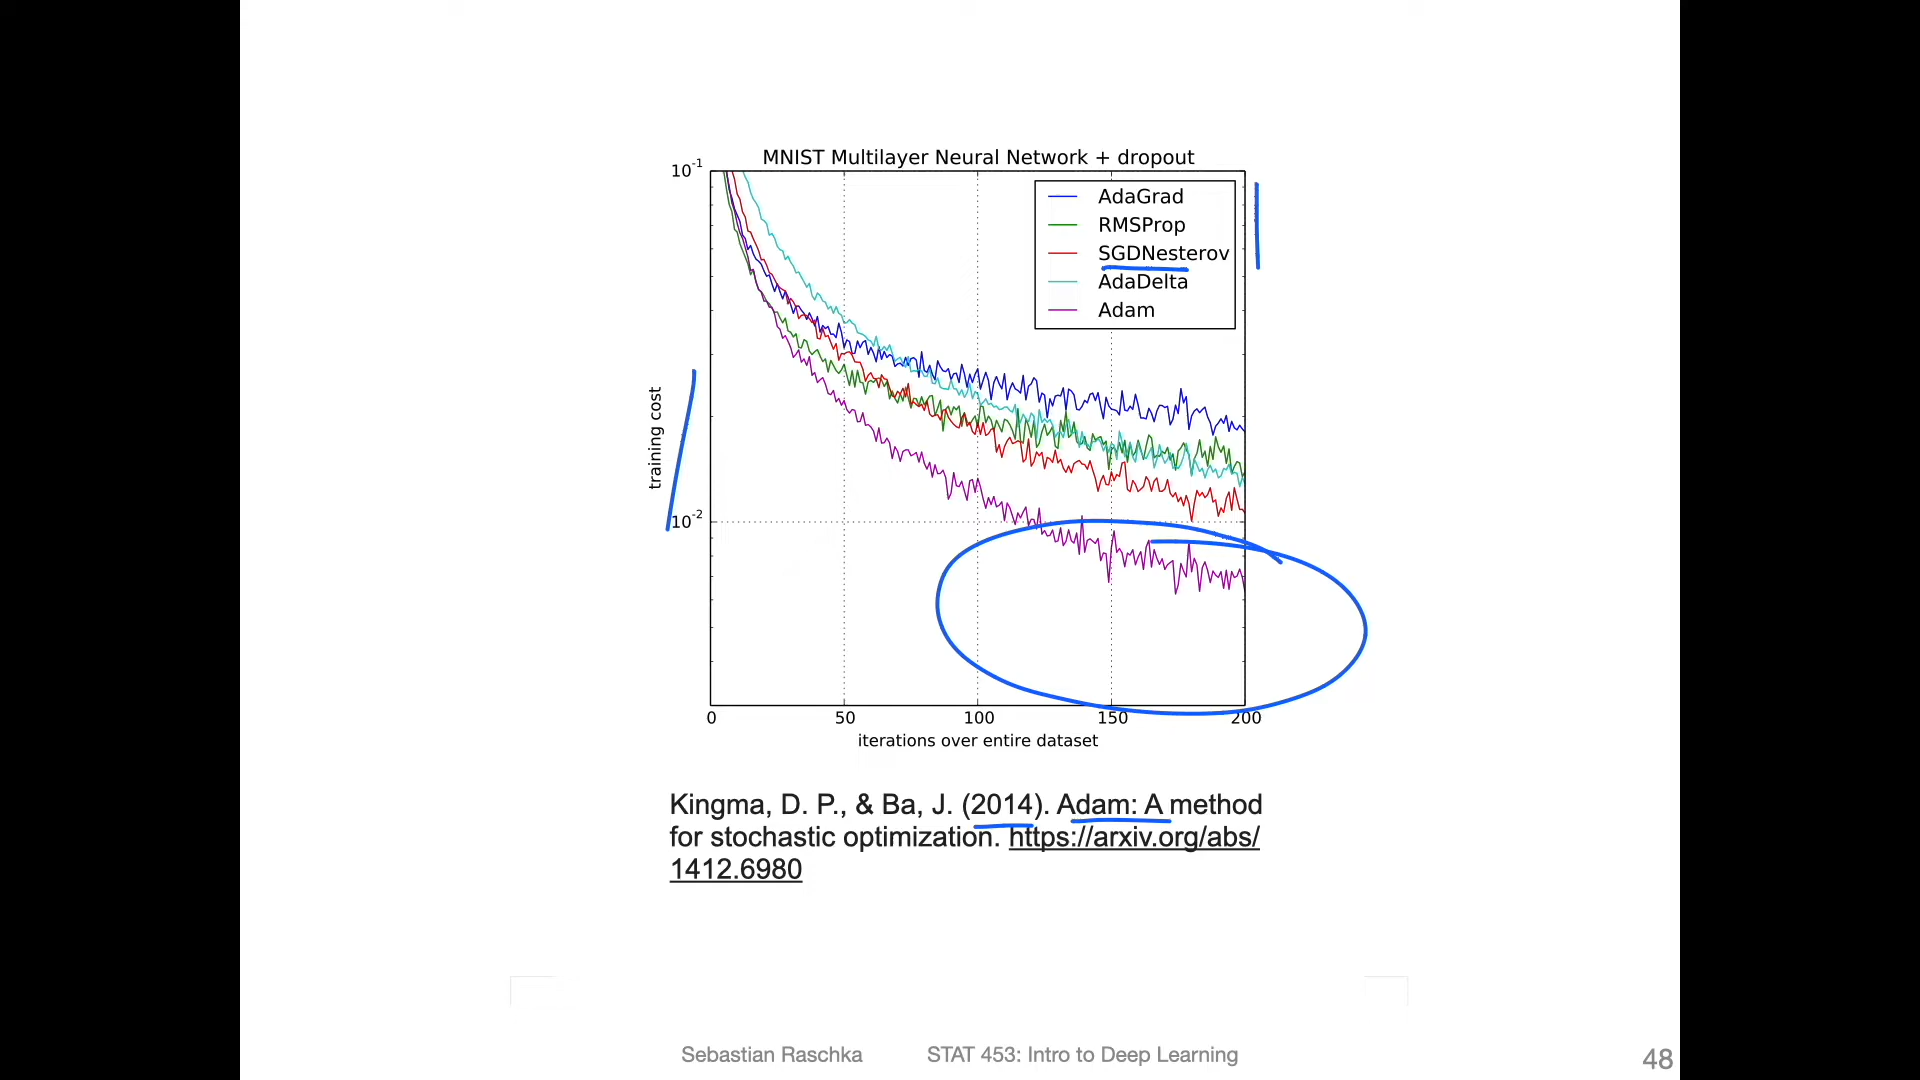 MNIST Multilayer Neural Network + dropout
10-1
AdaGrad
RMSProp
SGDNesterov
AdaDelta
Adam
training cost
10-2
0 50 100 150 200
iterations over entire dataset
Kingma, D. P., & Ba, J. (2014). Adam: A method
for stochastic optimization. https://arxiv.org/abs/
1412.6980
Sebastian Raschka STAT 453: Intro to Deep Learning 48